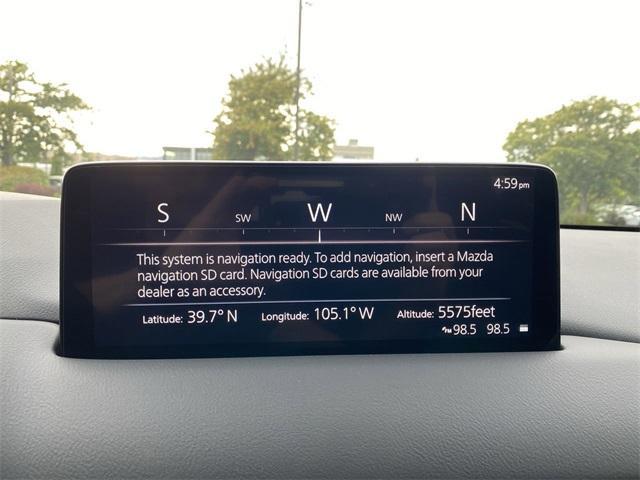 4:59pm
S SW W NW N
This system is navigation ready. To add navigation, insert a Mazda
navigation SD card. Navigation SD cards are available from your
dealer as an accessory.
Latitude: 39.7° N Longitude: 105.1° W Altitude: 5575feet
FM 98.5 98.5